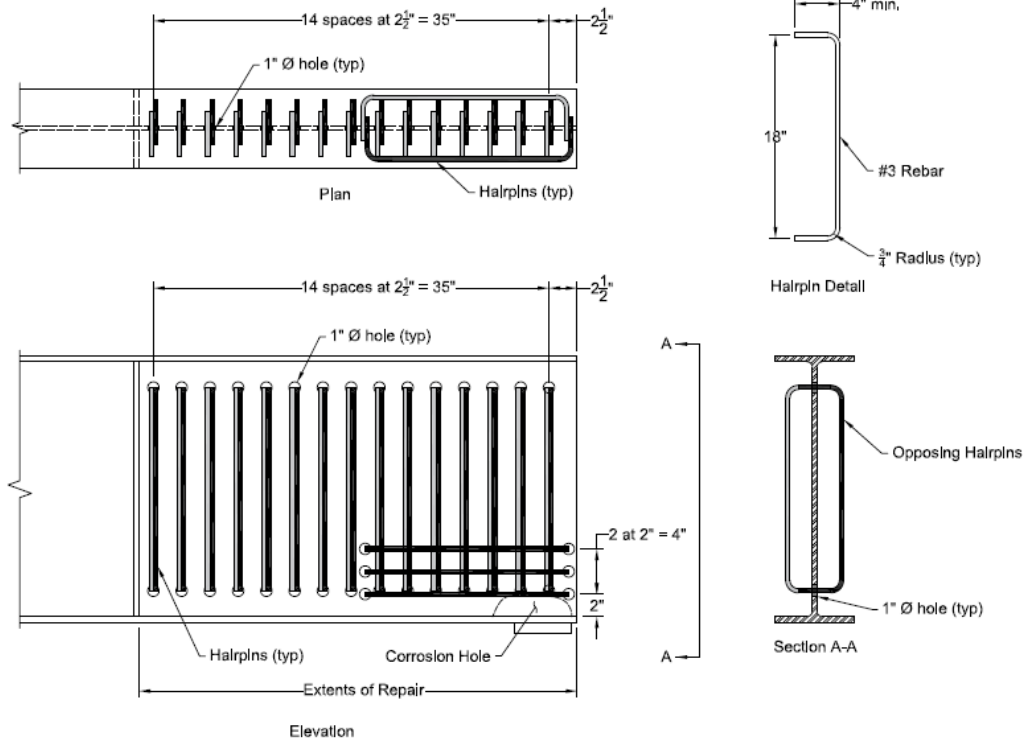 14 spaces at 2½" = 35"
2½"
1" Ø hole (typ)
Plan
Hairpins (typ)
4" min.
18"
#3 Rebar
¾" Radius (typ)
Hairpin Detail
14 spaces at 2½" = 35"
2½"
1" Ø hole (typ)
2 at 2" = 4"
2"
Hairpins (typ)
Corrosion Hole
Extents of Repair
Elevation
A
A
Opposing Hairpins
1" Ø hole (typ)
Section A-A